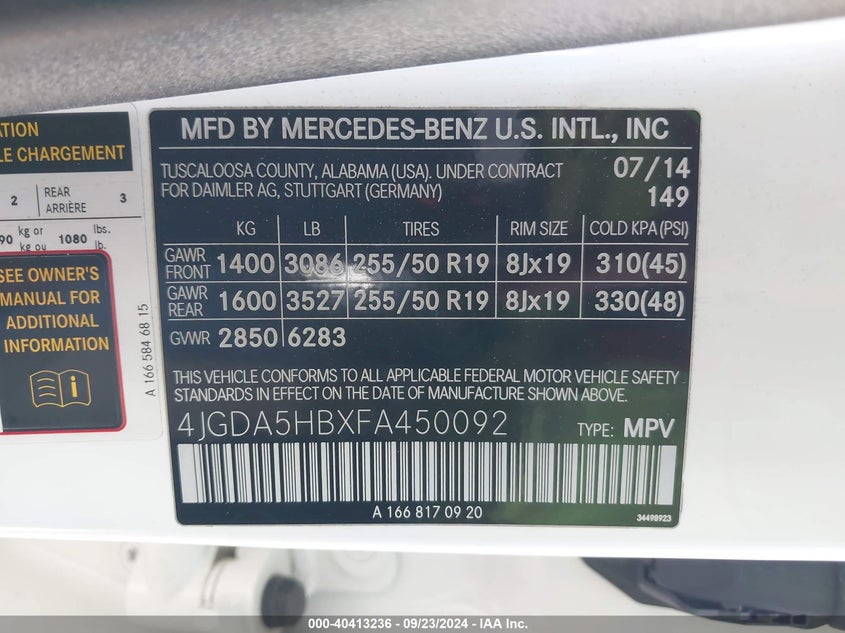 ATION
LE CHARGEMENT
2 REAR ARRIÈRE 3
90 kg or kg ou 1080 lbs. lb.
SEE OWNER'S
MANUAL FOR
ADDITIONAL
INFORMATION
A 166 584 68 15
MFD BY MERCEDES-BENZ U.S. INTL., INC
TUSCALOOSA COUNTY, ALABAMA (USA). UNDER CONTRACT 07/14
FOR DAIMLER AG, STUTTGART (GERMANY) 149
KG LB TIRES RIM SIZE COLD KPA (PSI)
GAWR FRONT 1400 3086 255/50 R19 8Jx19 310(45)
GAWR REAR 1600 3527 255/50 R19 8Jx19 330(48)
GVWR 2850 6283
THIS VEHICLE CONFORMS TO ALL APPLICABLE FEDERAL MOTOR VEHICLE SAFETY
STANDARDS IN EFFECT ON THE DATE OF MANUFACTURE SHOWN ABOVE.
4JGDA5HBXFA450092 TYPE: MPV
A 166 817 09 20
34498923
000-40413236 - 09/23/2024 - IAA Inc.